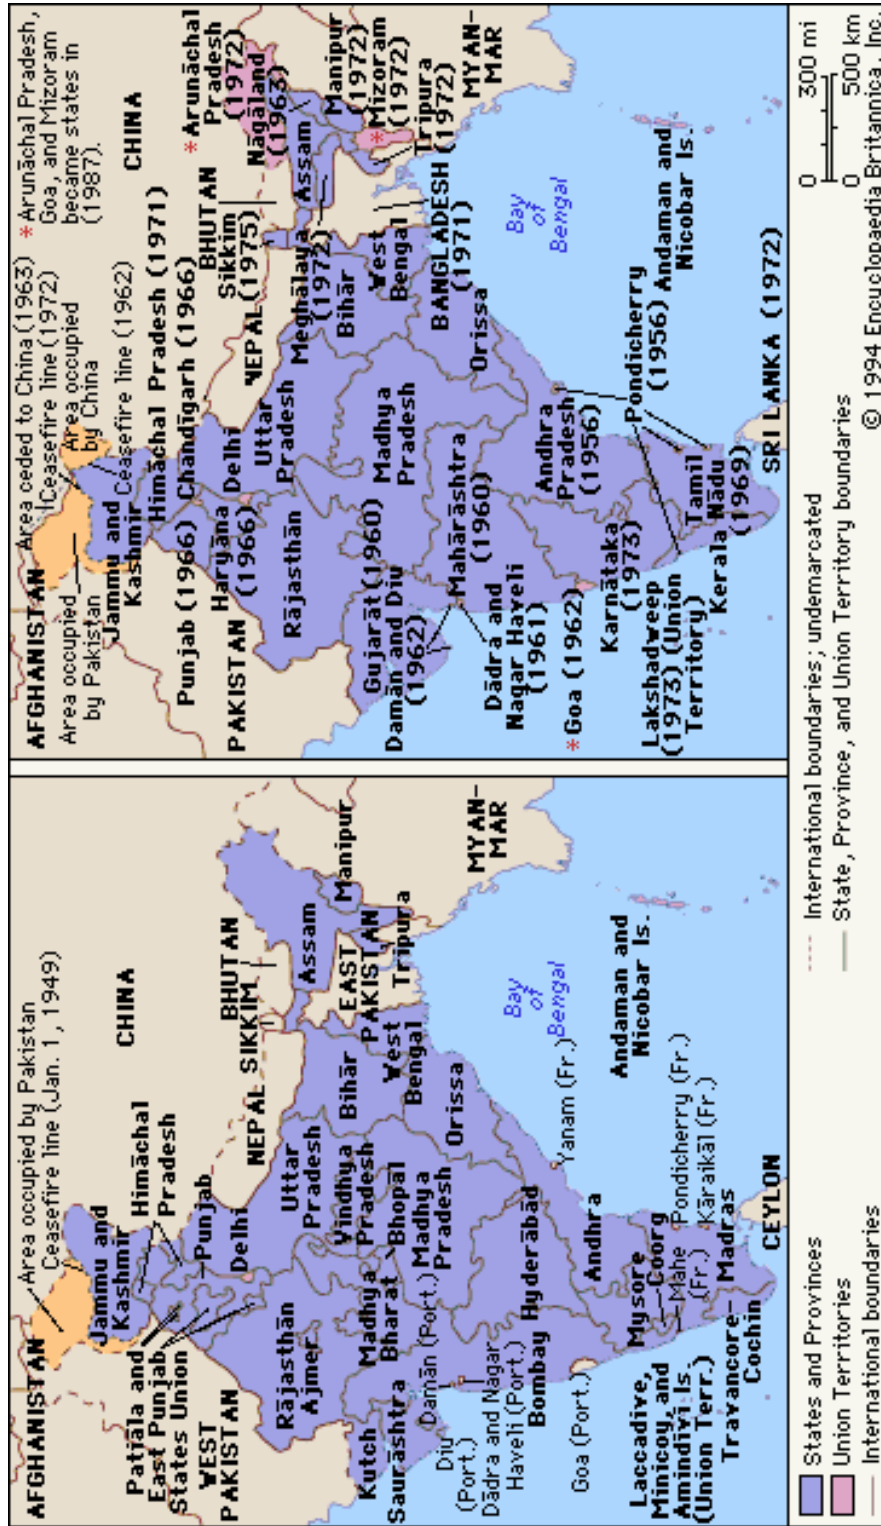 AFGHANISTAN
Area occupied by Pakistan
Ceasefire line (Jan. 1, 1949)
Jammu and
Kashmir
Himāchal
Pradesh
CHINA
Patiāla and
East Punjab
States Union
Punjab
WEST
PAKISTAN
Delhi
NEPAL
SIKKIM
BHUTAN
Rājasthān
Ajmer
Uttar
Pradesh
Assam
Manipur
Kutch
Madhya
Bharat
Vindhya
Pradesh
Bihār
EAST
PAKISTAN
Saurāshtra
Bhopāl
West
Bengal
Tripura
Diu
(Port.)
Damān (Port.)
Madhya
Pradesh
Orissa
MYAN-
MAR
Dādra and Nagar
Haveli (Port.)
Bombay
Hyderābād
Bay
of
Bengal
Yanam (Fr.)
Goa (Port.)
Andhra
Laccadive,
Minicoy, and
Amindivi Is.
(Union Terr.)
Mysore
Coorg
Mahe
(Fr.)
Pondicherry (Fr.)
Kāraikāl (Fr.)
Andaman and
Nicobar Is.
Travancore-
Cochin
Madras
CEYLON
AFGHANISTAN
Area ceded to China (1963)
Ceasefire line (1972)
Area occupied
by China
Ceasefire line (1962)
Area occupied
by Pakistan
Jammu and
Kashmir
*Arunāchal Pradesh,
Goa, and Mizoram
became states in
(1987).
CHINA
Himāchal Pradesh (1971)
Punjab (1966)
Chandīgarh (1966)
Haryāna
(1966)
PAKISTAN
Delhi
NEPAL
BHUTAN
Sikkim
(1975)
*Arunāchal
Pradesh
(1972)
Nāgāland
(1963)
Rājasthān
Uttar
Pradesh
Meghālaya
(1972)
Assam
Manipur
(1972)
*Mizoram
(1972)
Tripura
(1972)
Bihār
West
Bengal
BANGLADESH
(1971)
MYAN-
MAR
Gujarāt (1960)
Damān and Diu
(1962)
Madhya
Pradesh
Orissa
Mahārāshtra
(1960)
Dādra and
Nagar Haveli
(1961)
Bay
of
Bengal
*Goa (1962)
Andhra
Pradesh
(1956)
Karnātaka
(1973)
Pondicherry
(1956)
Andaman and
Nicobar Is.
Lakshadweep
(1973) (Union
Territory)
Kerala
Tamil
Nādu
(1969)
SRI LANKA (1972)
States and Provinces
Union Territories
International boundaries
International boundaries; undemarcated
State, Province, and Union Territory boundaries
0 300 mi
0 500 km
© 1994 Encyclopaedia Britannica, Inc.